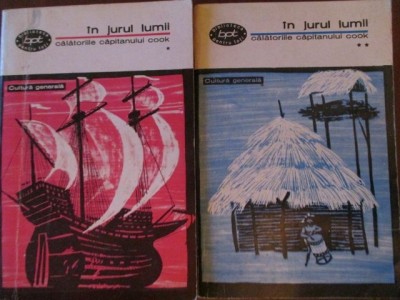 în jurul lumii
călătoriile căpitanului cook
*
bpt
Cultură generală
în jurul lumii
călătoriile căpitanului cook
**
bpt
Cultură generală